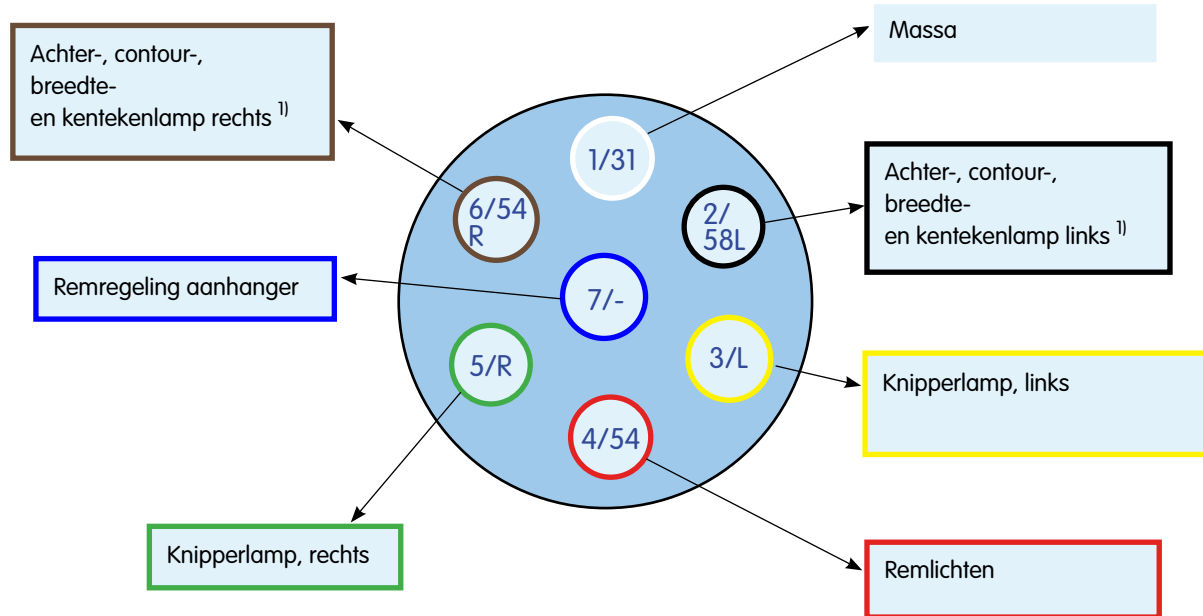 Massa
Achter-, contour-,
breedte-
en kentekenlamp rechts 1)
1/31
6/54
R
2/
58L
Achter-, contour-,
breedte-
en kentekenlamp links 1)
Remregeling aanhanger
7/-
5/R
3/L
Knipperlamp, links
4/54
Knipperlamp, rechts
Remlichten